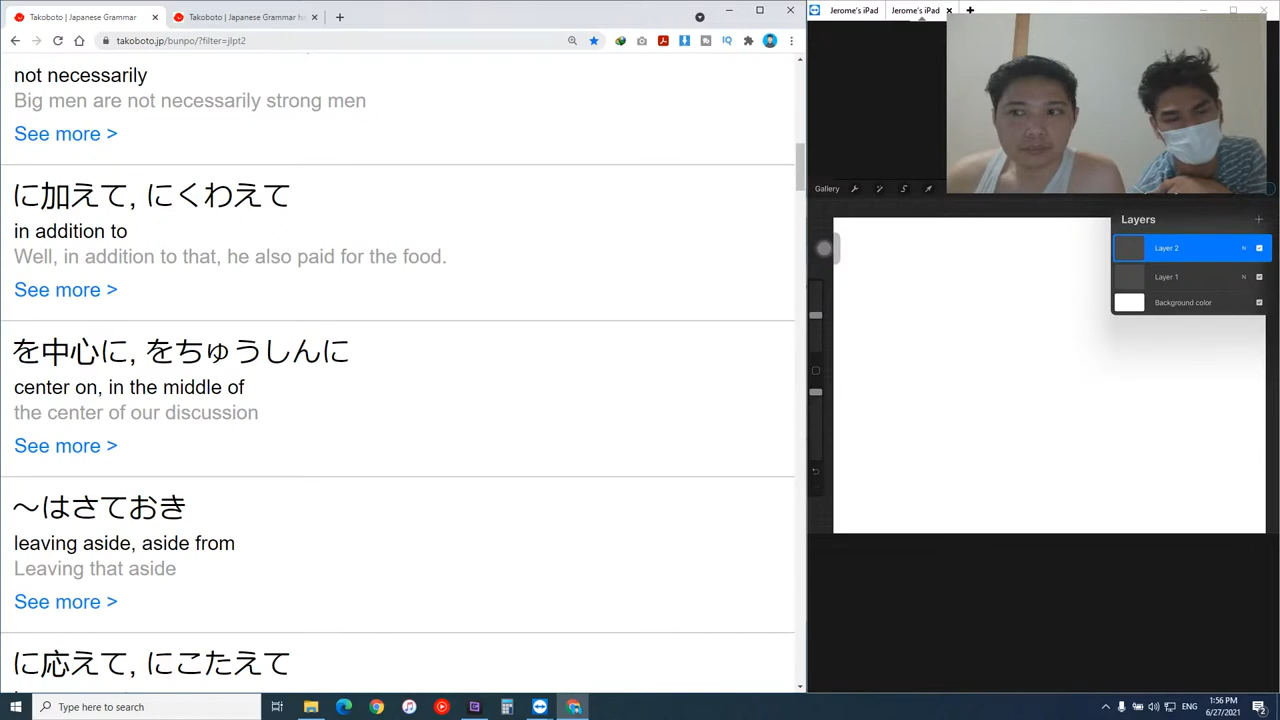 Takoboto | Japanese Grammar
Takoboto | Japanese Grammar he
takoboto.jp/bunpo/?filter=jlpt2
not necessarily
Big men are not necessarily strong men
See more >
に加えて, にくわえて
in addition to
Well, in addition to that, he also paid for the food.
See more >
を中心に, をちゅうしんに
center on, in the middle of
the center of our discussion
See more >
～はさておき
leaving aside, aside from
Leaving that aside
See more >
に応えて, にこたえて
Jerome's iPad
Jerome's iPad
Gallery
Layers
Layer 2
N
Layer 1
N
Background color
Type here to search
ENG
1:56 PM
6/27/2021
2